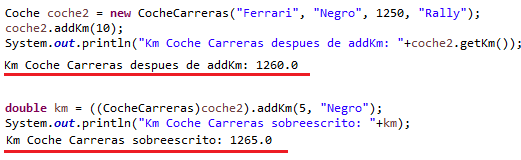 Coche coche2 = new CocheCarreras("Ferrari", "Negro", 1250, "Rally");
coche2.addKm(10);
System.out.println("Km Coche Carreras despues de addKm: "+coche2.getKm());
Km Coche Carreras despues de addKm: 1260.0
double km = ((CocheCarreras)coche2).addKm(5, "Negro");
System.out.println("Km Coche Carreras sobreescrito: "+km);
Km Coche Carreras sobreescrito: 1265.0